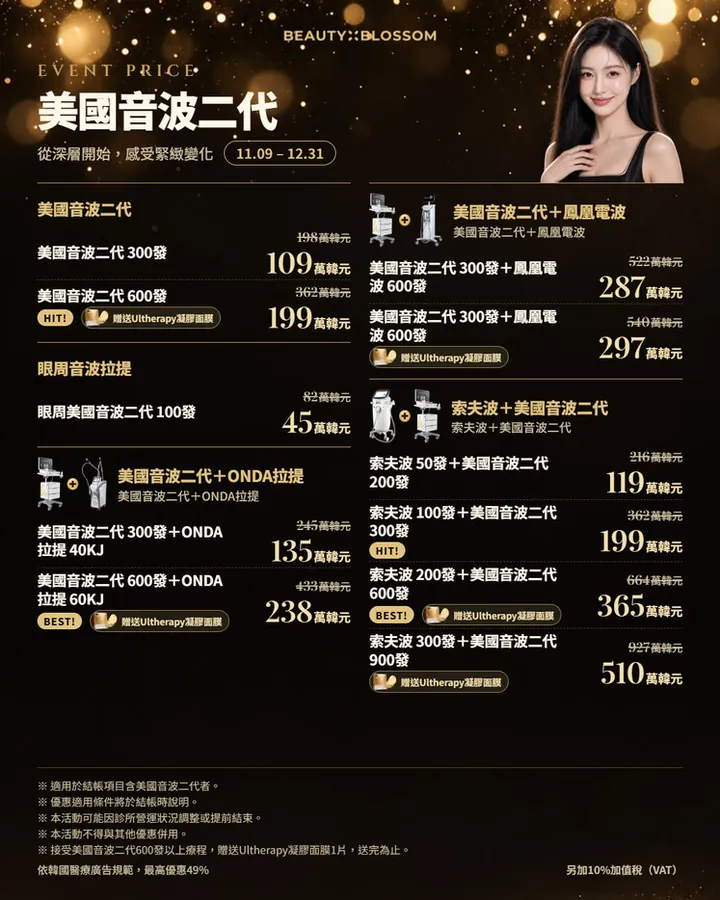 BEAUTY::BLOSSOM
EVENT PRICE
美國音波二代
從深層開始，感受緊緻變化
11.09 – 12.31
美國音波二代
美國音波二代 300發
198萬韓元
109萬韓元
美國音波二代 600發
362萬韓元
HIT!
贈送Ultherapy凝膠面膜
199萬韓元
眼周音波拉提
眼周美國音波二代 100發
82萬韓元
45萬韓元
美國音波二代＋ONDA拉提
美國音波二代＋ONDA拉提
美國音波二代 300發＋ONDA
拉提 40KJ
245萬韓元
135萬韓元
美國音波二代 600發＋ONDA
拉提 60KJ
433萬韓元
BEST!
贈送Ultherapy凝膠面膜
238萬韓元
美國音波二代＋鳳凰電波
美國音波二代＋鳳凰電波
美國音波二代 300發＋鳳凰電
波 600發
522萬韓元
287萬韓元
美國音波二代 600發＋鳳凰電
波 600發
540萬韓元
297萬韓元
贈送Ultherapy凝膠面膜
索夫波＋美國音波二代
索夫波＋美國音波二代
索夫波 50發＋美國音波二代
200發
216萬韓元
119萬韓元
索夫波 100發＋美國音波二代
300發
362萬韓元
199萬韓元
HIT!
索夫波 200發＋美國音波二代
600發
664萬韓元
365萬韓元
BEST!
贈送Ultherapy凝膠面膜
索夫波 300發＋美國音波二代
900發
927萬韓元
510萬韓元
贈送Ultherapy凝膠面膜
※ 適用於結帳項目含美國音波二代者。
※ 優惠適用條件將於結帳時說明。
※ 本活動可能因診所營運狀況調整或提前結束。
※ 本活動不得與其他優惠併用。
※ 接受美國音波二代600發以上療程，贈送Ultherapy凝膠面膜1片，送完為止。
依韓國醫療廣告規範，最高優惠49%
另加10%加值稅（VAT）